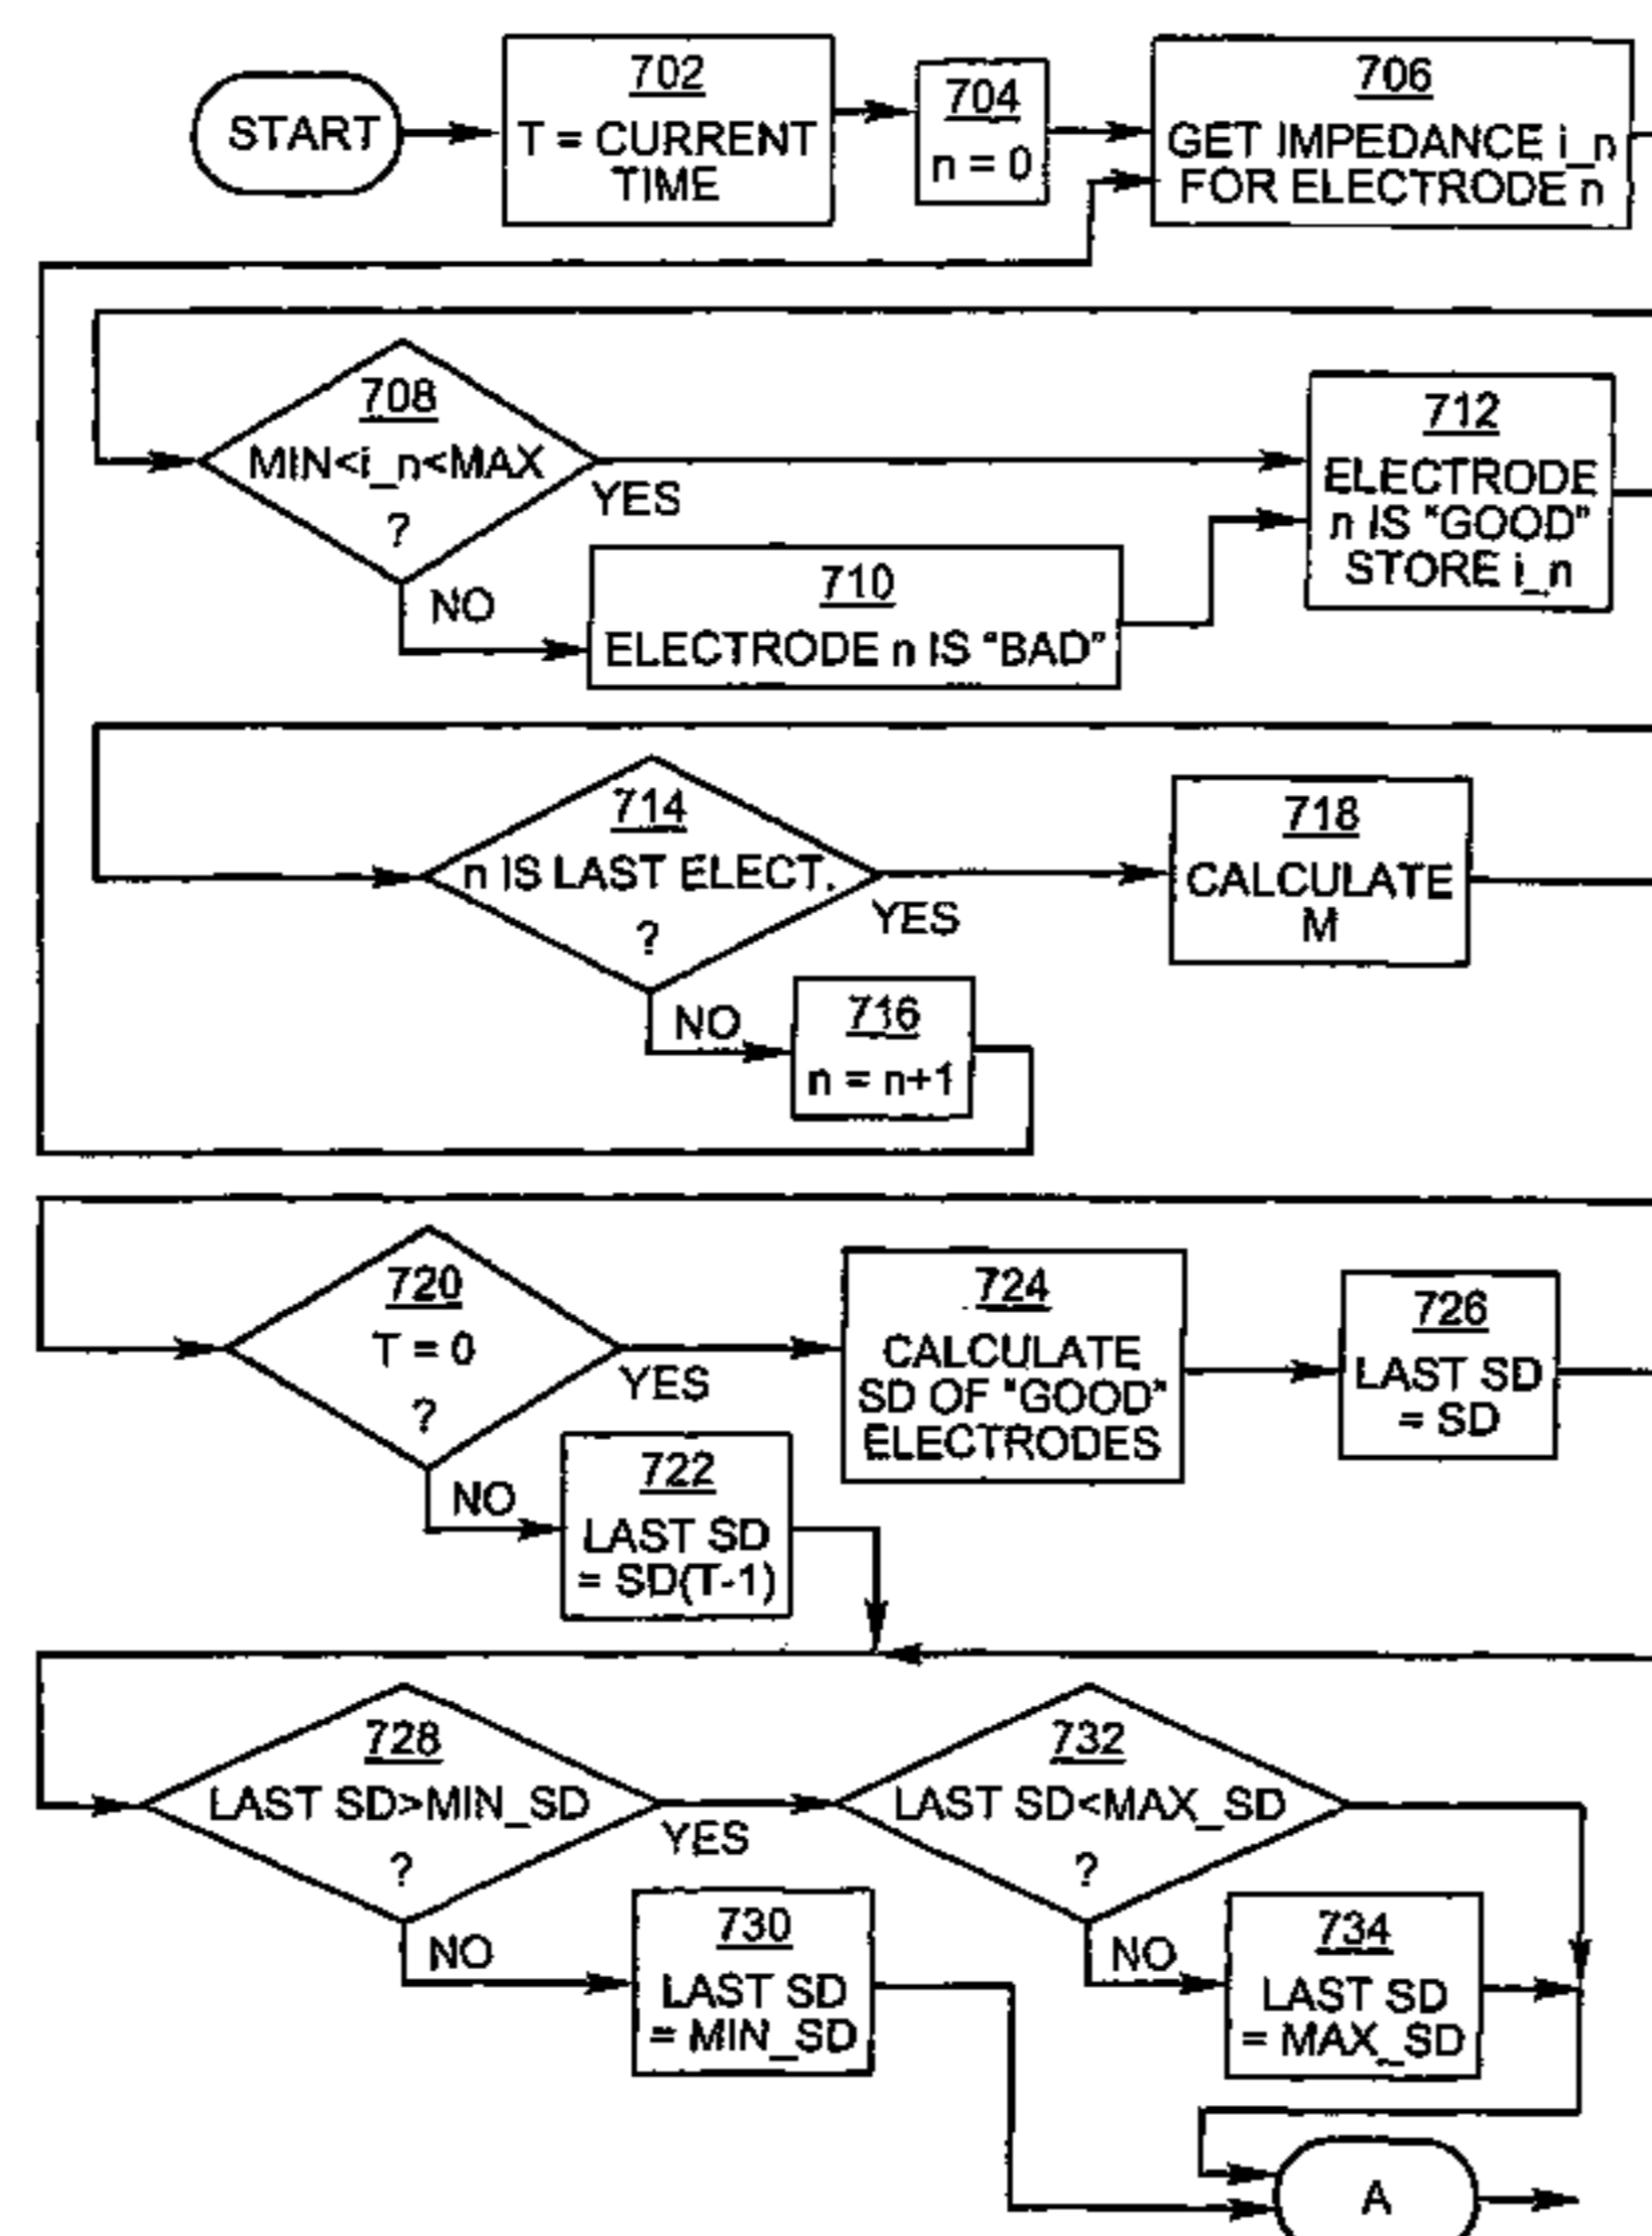 START
702
T = CURRENT
TIME
704
n = 0
706
GET IMPEDANCE i_n
FOR ELECTRODE n
708
MIN<i_n<MAX
?
YES
NO
710
ELECTRODE n IS "BAD"
712
ELECTRODE
n IS "GOOD"
STORE i_n
714
n IS LAST ELECT.
?
YES
NO
716
n = n+1
718
CALCULATE
M
720
T = 0
?
YES
NO
722
LAST SD
= SD(T-1)
724
CALCULATE
SD OF "GOOD"
ELECTRODES
726
LAST SD
= SD
728
LAST SD>MIN_SD
?
YES
NO
730
LAST SD
= MIN_SD
732
LAST SD<MAX_SD
?
NO
734
LAST SD
= MAX_SD
A